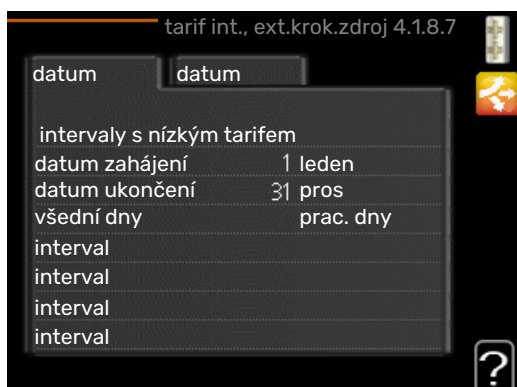 tarif int., ext.krok.zdroj 4.1.8.7
datum datum
intervaly s nízkým tarifem
datum zahájení 1 leden
datum ukončení 31 pros
všední dny prac. dny
interval
interval
interval
interval
?